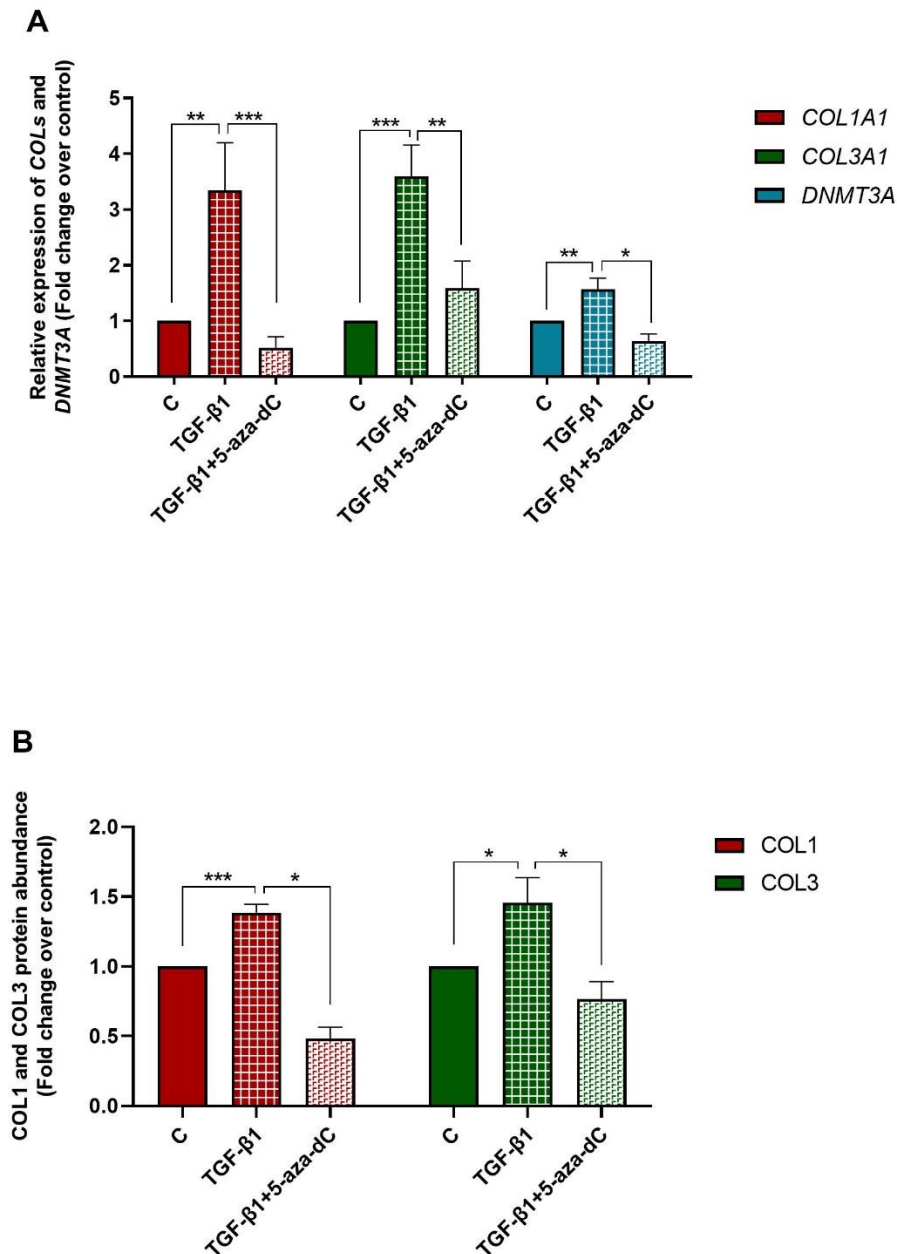 A
Relative expression of COLs and
DNMT3A (Fold change over control)
5
4
3
2
1
0
** ***
*** **
** *
C
TGF-β1
TGF-β1+5-aza-dC
C
TGF-β1
TGF-β1+5-aza-dC
C
TGF-β1
TGF-β1+5-aza-dC
COL1A1
COL3A1
DNMT3A
B
COL1 and COL3 protein abundance
(Fold change over control)
2.0
1.5
1.0
0.5
0.0
*** *
* *
C
TGF-β1
TGF-β1+5-aza-dC
C
TGF-β1
TGF-β1+5-aza-dC
COL1
COL3